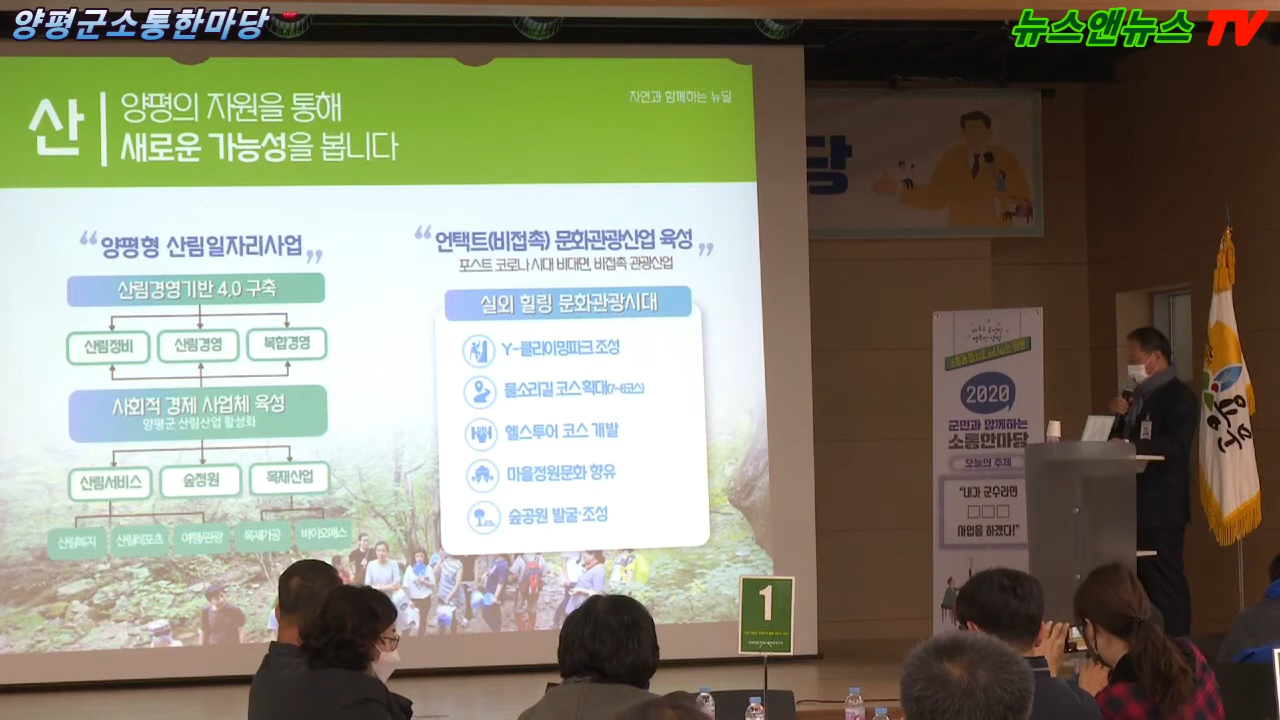 양평군소통한마당
뉴스앤뉴스 TV
산
양평의 자원을 통해
새로운 가능성을 봅니다
자연과 함께하는 뉴딜
당
“양평형 산림일자리사업„
산림경영기반 4.0 구축
산림정비
산림경영
복합경영
사회적 경제 사업체 육성
양평군 산림산업 활성화
산림서비스
숲정원
목재산업
산림복지
산림레포츠
여행/관광
목재가공
바이오매스
“언택트(비접촉) 문화관광산업 육성„
포스트 코로나 시대 비대면, 비접촉 관광산업
실외 힐링 문화관광시대
Y-클라이밍파크 조성
물소리길 코스 확대(7~8코스)
헬스투어 코스 개발
마을정원문화 향유
숲공원 발굴·조성
2020
군민과 함께하는
소통한마당
오늘의 주제
"내가 군수라면
□□□
사업을 하겠다!"
1